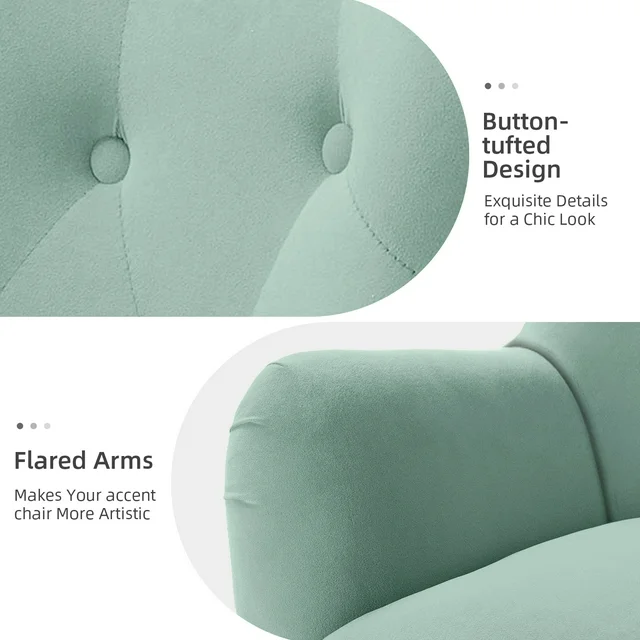 Button-
tufted
Design
Exquisite Details
for a Chic Look
Flared Arms
Makes Your accent
chair More Artistic